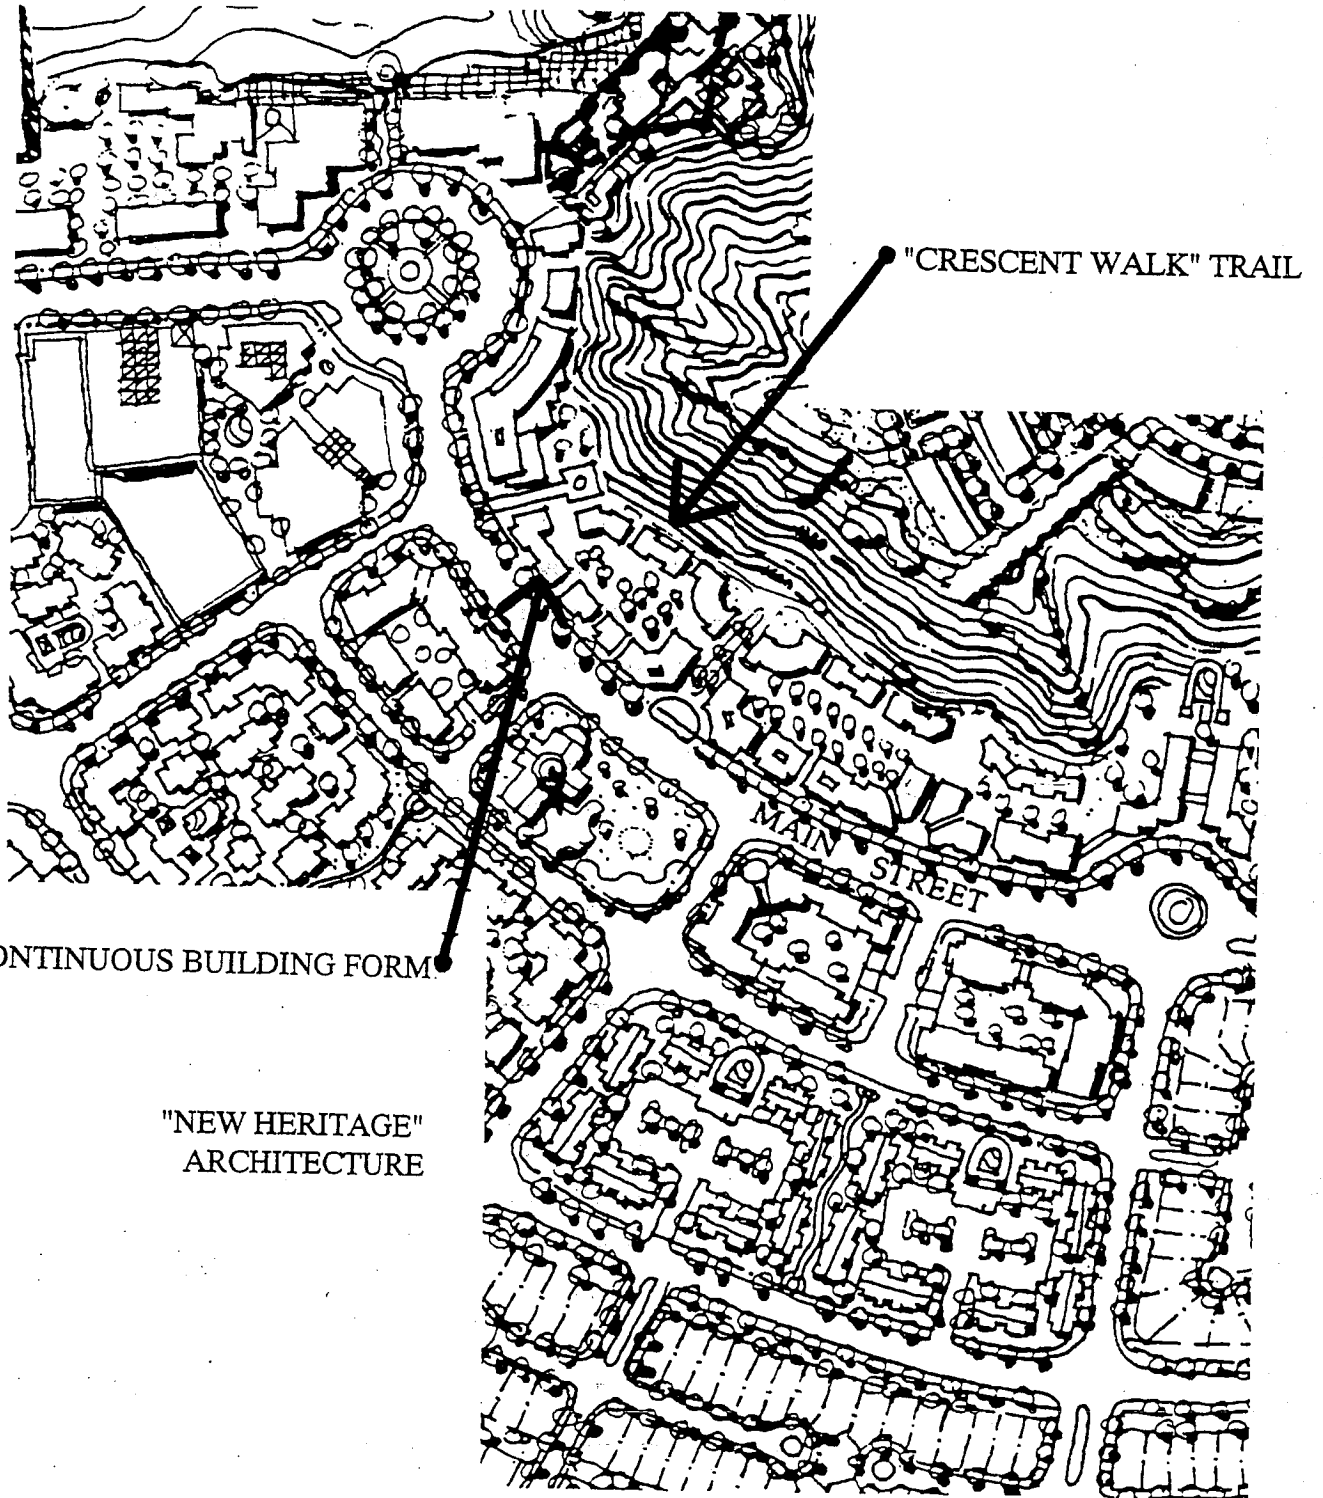 "CRESCENT WALK" TRAIL
MAIN STREET
ONTINUOUS BUILDING FORM
"NEW HERITAGE"
ARCHITECTURE